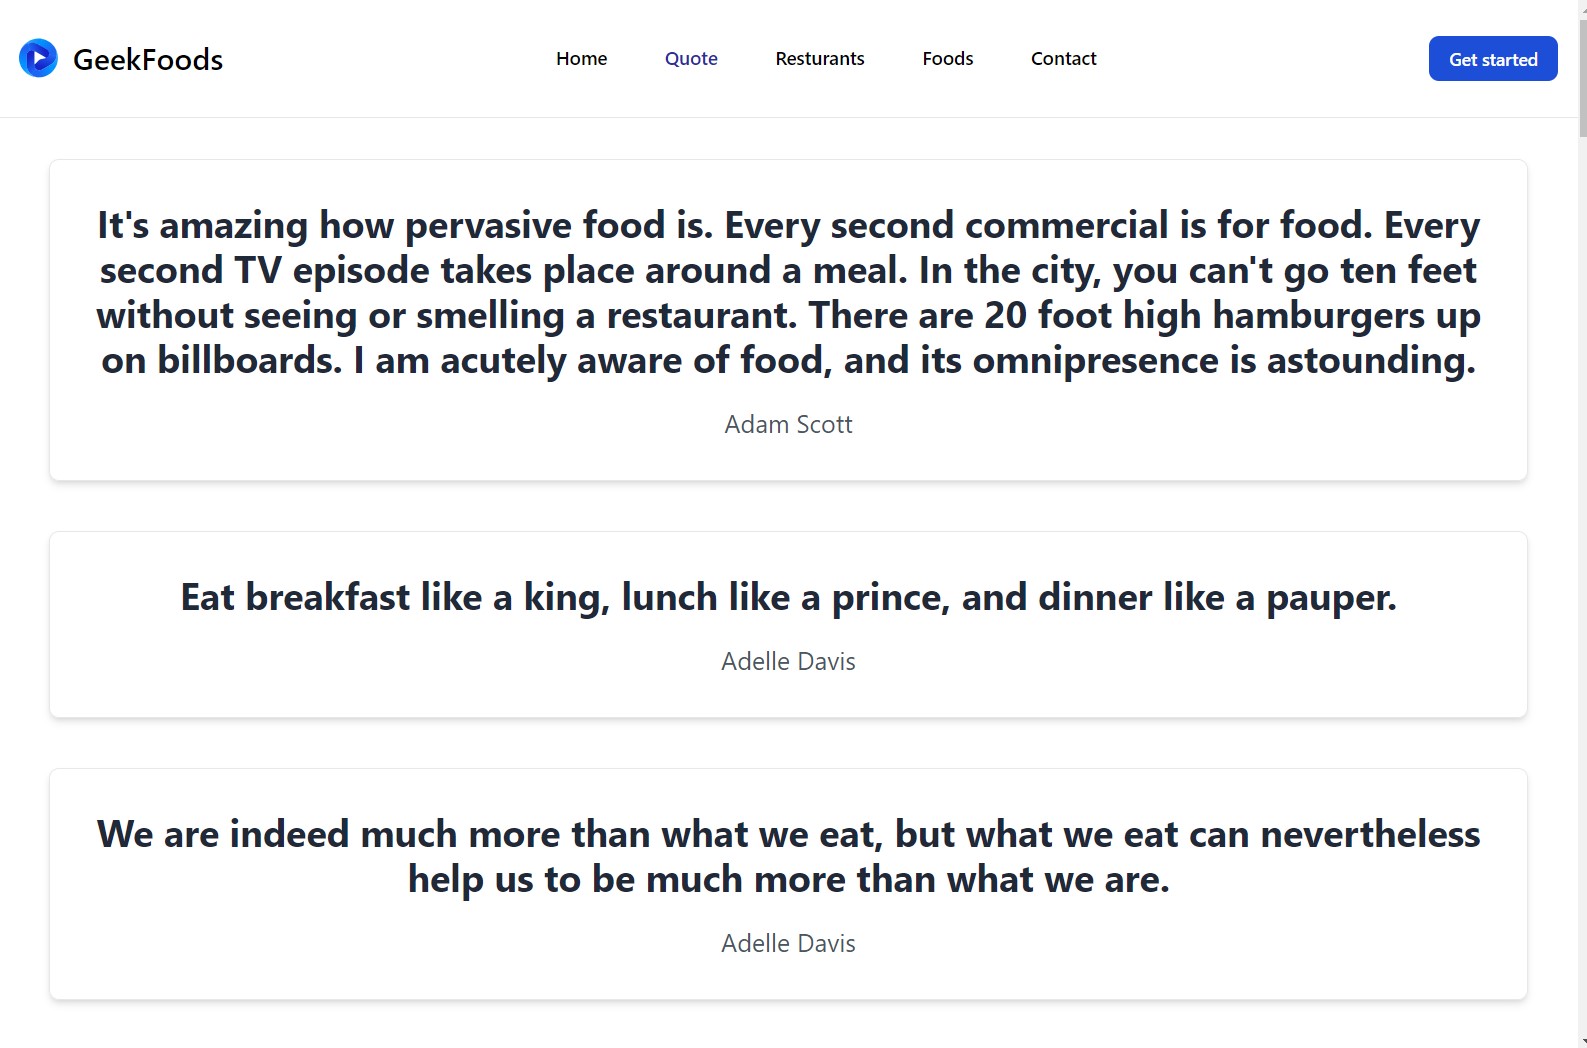 GeekFoods
Home
Quote
Resturants
Foods
Contact
Get started
It's amazing how pervasive food is. Every second commercial is for food. Every
second TV episode takes place around a meal. In the city, you can't go ten feet
without seeing or smelling a restaurant. There are 20 foot high hamburgers up
on billboards. I am acutely aware of food, and its omnipresence is astounding.
Adam Scott
Eat breakfast like a king, lunch like a prince, and dinner like a pauper.
Adelle Davis
We are indeed much more than what we eat, but what we eat can nevertheless
help us to be much more than what we are.
Adelle Davis